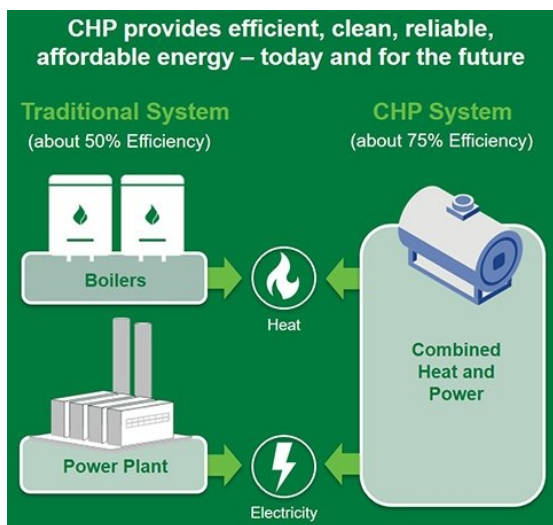 CHP provides efficient, clean, reliable,
affordable energy – today and for the future
Traditional System
(about 50% Efficiency)
CHP System
(about 75% Efficiency)
Boilers
Heat
Combined
Heat and
Power
Power Plant
Electricity